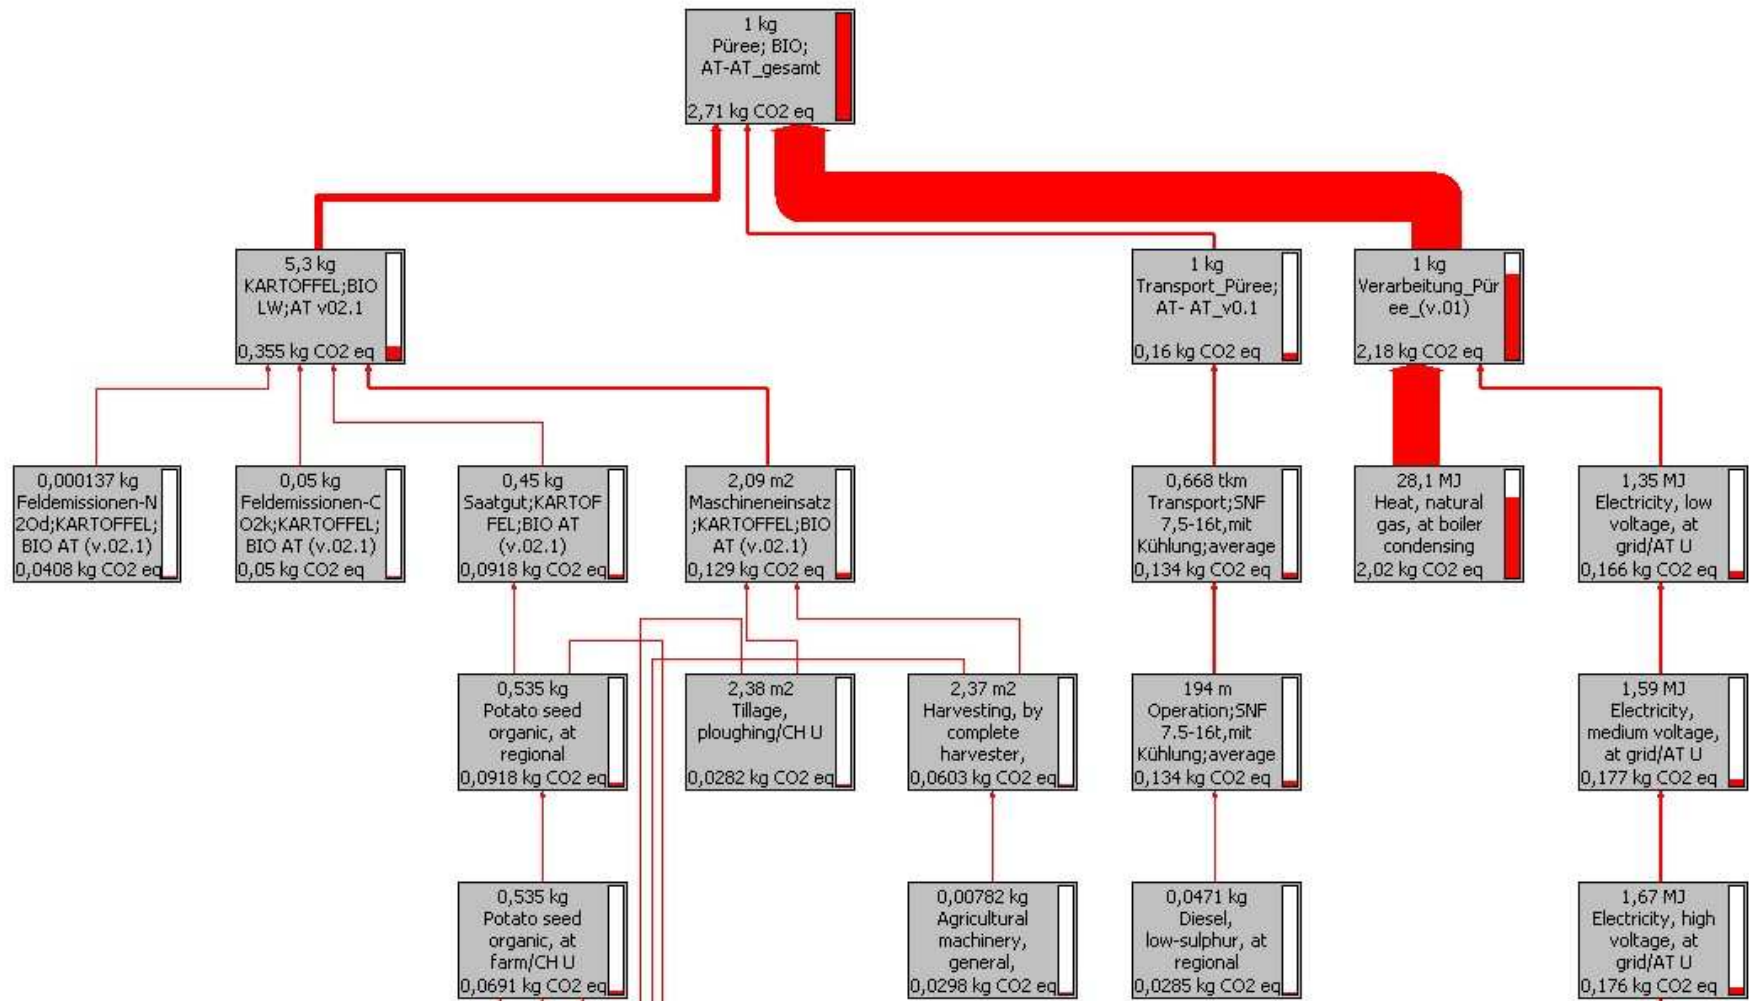 1 kg
Püree; BIO;
AT-AT_gesamt
2,71 kg CO2 eq
5,3 kg
KARTOFFEL;BIO
LW;AT v02.1
0,355 kg CO2 eq
1 kg
Transport_Püree;
AT- AT_v0.1
0,16 kg CO2 eq
1 kg
Verarbeitung_Pür
ee_(v.01)
2,18 kg CO2 eq
0,000137 kg
Feldemissionen-N
2Od;KARTOFFEL;
BIO AT (v.02.1)
0,0408 kg CO2 eq
0,05 kg
Feldemissionen-C
O2k;KARTOFFEL;
BIO AT (v.02.1)
0,05 kg CO2 eq
0,45 kg
Saatgut;KARTOF
FEL;BIO AT
(v.02.1)
0,0918 kg CO2 eq
2,09 m2
Maschineneinsatz
;KARTOFFEL;BIO
AT (v.02.1)
0,129 kg CO2 eq
0,668 tkm
Transport;SNF
7,5-16t,mit
Kühlung;average
0,134 kg CO2 eq
28,1 MJ
Heat, natural
gas, at boiler
condensing
2,02 kg CO2 eq
1,35 MJ
Electricity, low
voltage, at
grid/AT U
0,166 kg CO2 eq
0,535 kg
Potato seed
organic, at
regional
0,0918 kg CO2 eq
2,38 m2
Tillage,
ploughing/CH U
0,0282 kg CO2 eq
2,37 m2
Harvesting, by
complete
harvester,
0,0603 kg CO2 eq
194 m
Operation;SNF
7.5-16t,mit
Kühlung;average
0,134 kg CO2 eq
1,59 MJ
Electricity,
medium voltage,
at grid/AT U
0,177 kg CO2 eq
0,535 kg
Potato seed
organic, at
farm/CH U
0,0691 kg CO2 eq
0,00782 kg
Agricultural
machinery,
general,
0,0298 kg CO2 eq
0,0471 kg
Diesel,
low-sulphur, at
regional
0,0285 kg CO2 eq
1,67 MJ
Electricity, high
voltage, at
grid/AT U
0,176 kg CO2 eq